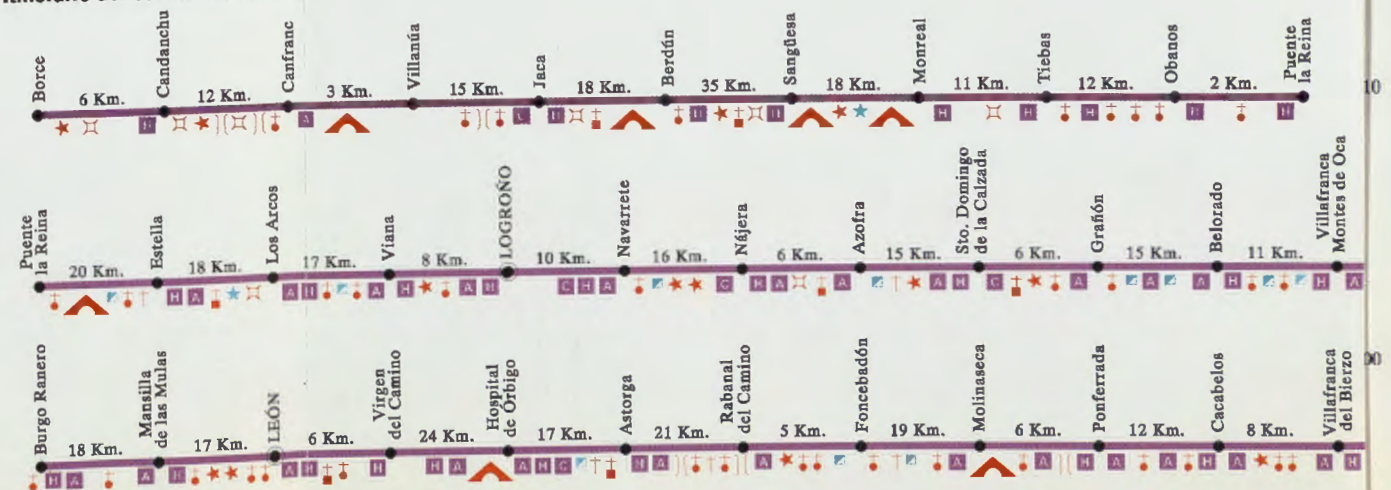 Borce
Candanchu
Canfranc
Villanúa
Jaca
Berdún
Sangüesa
Monreal
Tiebas
Obanos
Puente
la Reina
6 Km.
12 Km.
3 Km.
15 Km.
18 Km.
35 Km.
18 Km.
11 Km.
12 Km.
2 Km.
10
Puente
la Reina
Estella
Los Arcos
Viana
LOGROÑO
Navarrete
Nájera
Azofra
Sto. Domingo
de la Calzada
Grañón
Belorado
Villafranca
Montes de Oca
20 Km.
18 Km.
17 Km.
8 Km.
10 Km.
16 Km.
6 Km.
15 Km.
6 Km.
15 Km.
11 Km.
Burgo Ranero
Mansilla
de las Mulas
LEÓN
Virgen
del Camino
Hospital
de Órbigo
Astorga
Rabanal
del Camino
Foncebadón
Molinaseca
Ponferrada
Cacabelos
Villafranca
del Bierzo
18 Km.
17 Km.
6 Km.
24 Km.
17 Km.
21 Km.
5 Km.
19 Km.
6 Km.
12 Km.
8 Km.